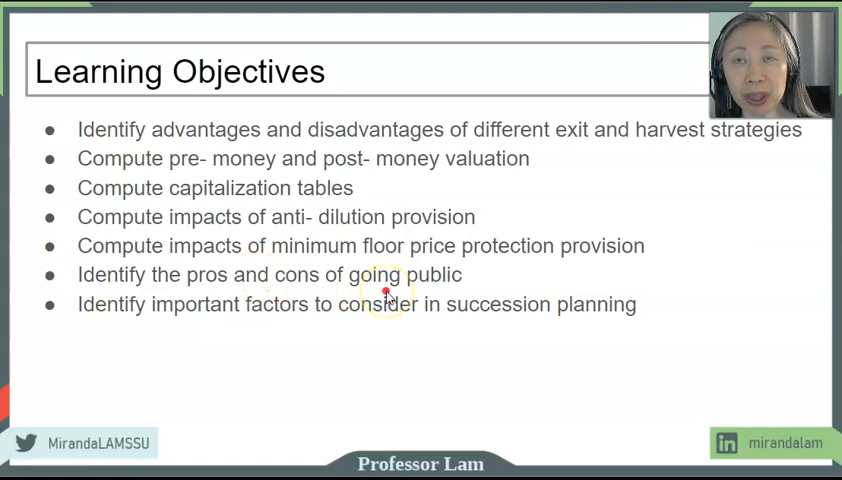 Learning Objectives
Identify advantages and disadvantages of different exit and harvest strategies
Compute pre- money and post- money valuation
Compute capitalization tables
Compute impacts of anti- dilution provision
Compute impacts of minimum floor price protection provision
Identify the pros and cons of going public
Identify important factors to consider in succession planning
MirandaLAMSSU
in mirandalam
Professor Lam